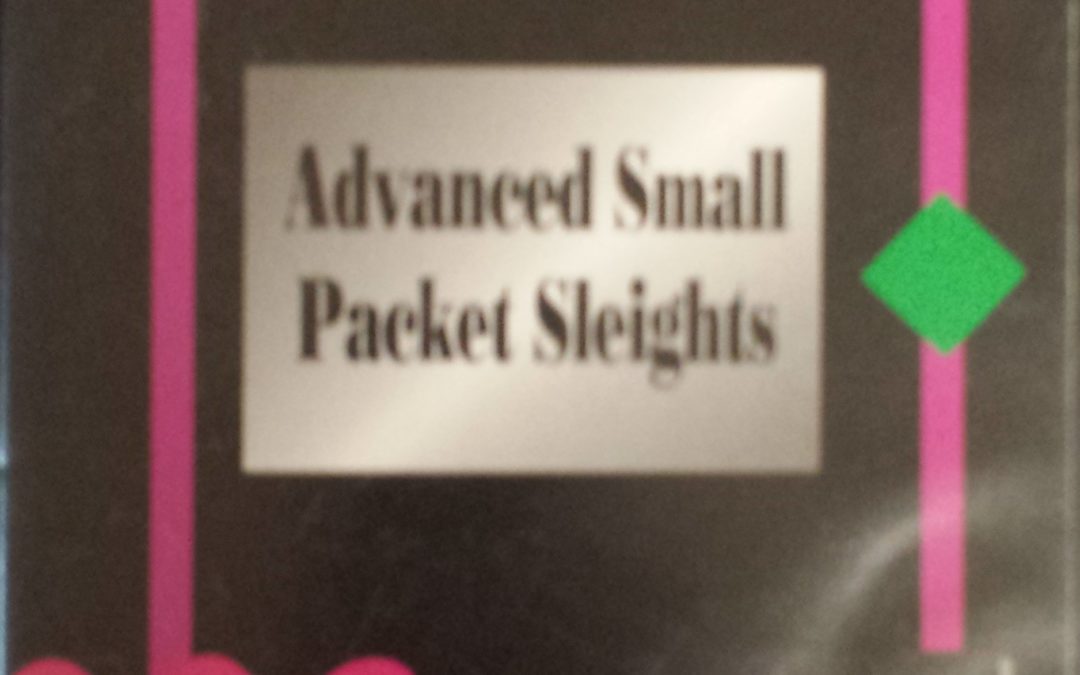 Advanced Small
Packet Sleights